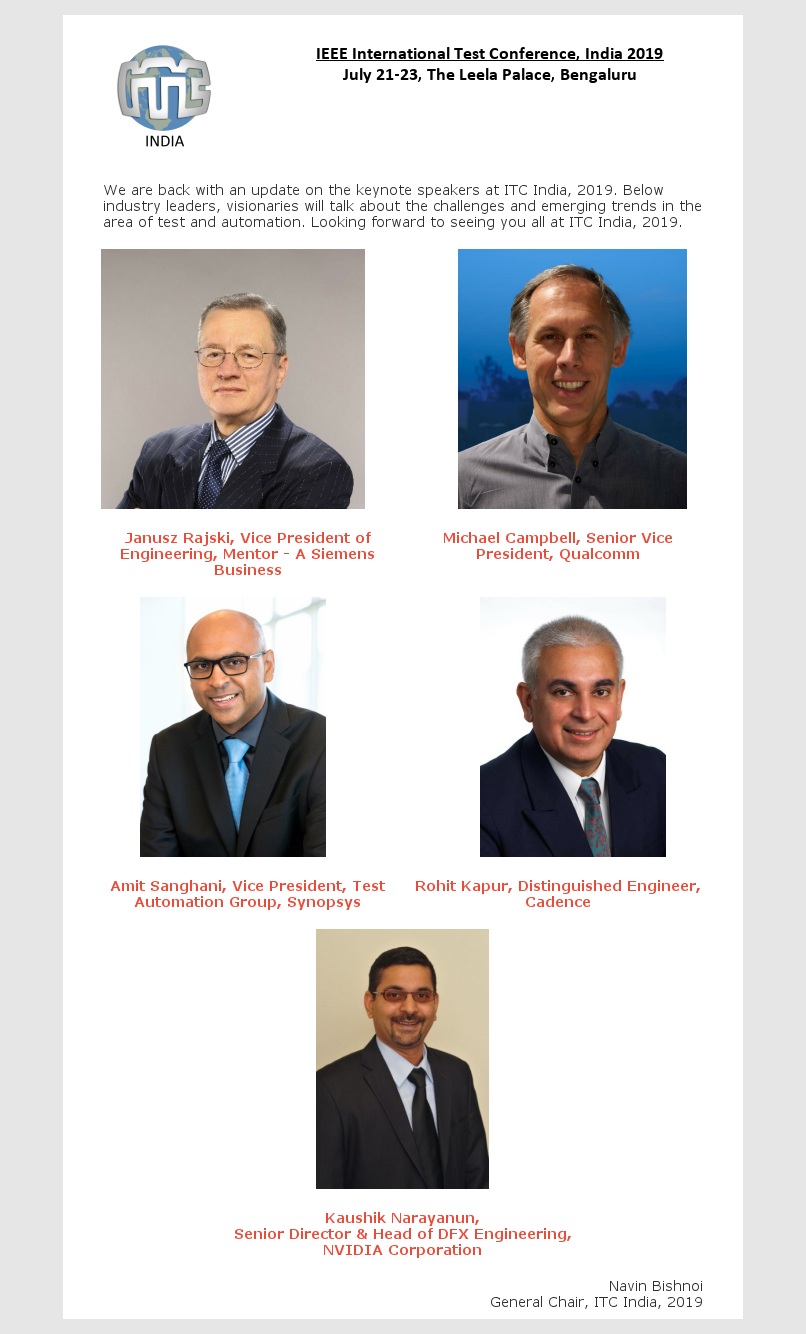 IEEE International Test Conference, India 2019
July 21-23, The Leela Palace, Bengaluru
INDIA
We are back with an update on the keynote speakers at ITC India, 2019. Below
industry leaders, visionaries will talk about the challenges and emerging trends in the
area of test and automation. Looking forward to seeing you all at ITC India, 2019.
Janusz Rajski, Vice President of
Engineering, Mentor - A Siemens
Business
Michael Campbell, Senior Vice
President, Qualcomm
Amit Sanghani, Vice President, Test
Automation Group, Synopsys
Rohit Kapur, Distinguished Engineer,
Cadence
Kaushik Narayanun,
Senior Director & Head of DFX Engineering,
NVIDIA Corporation
Navin Bishnoi
General Chair, ITC India, 2019